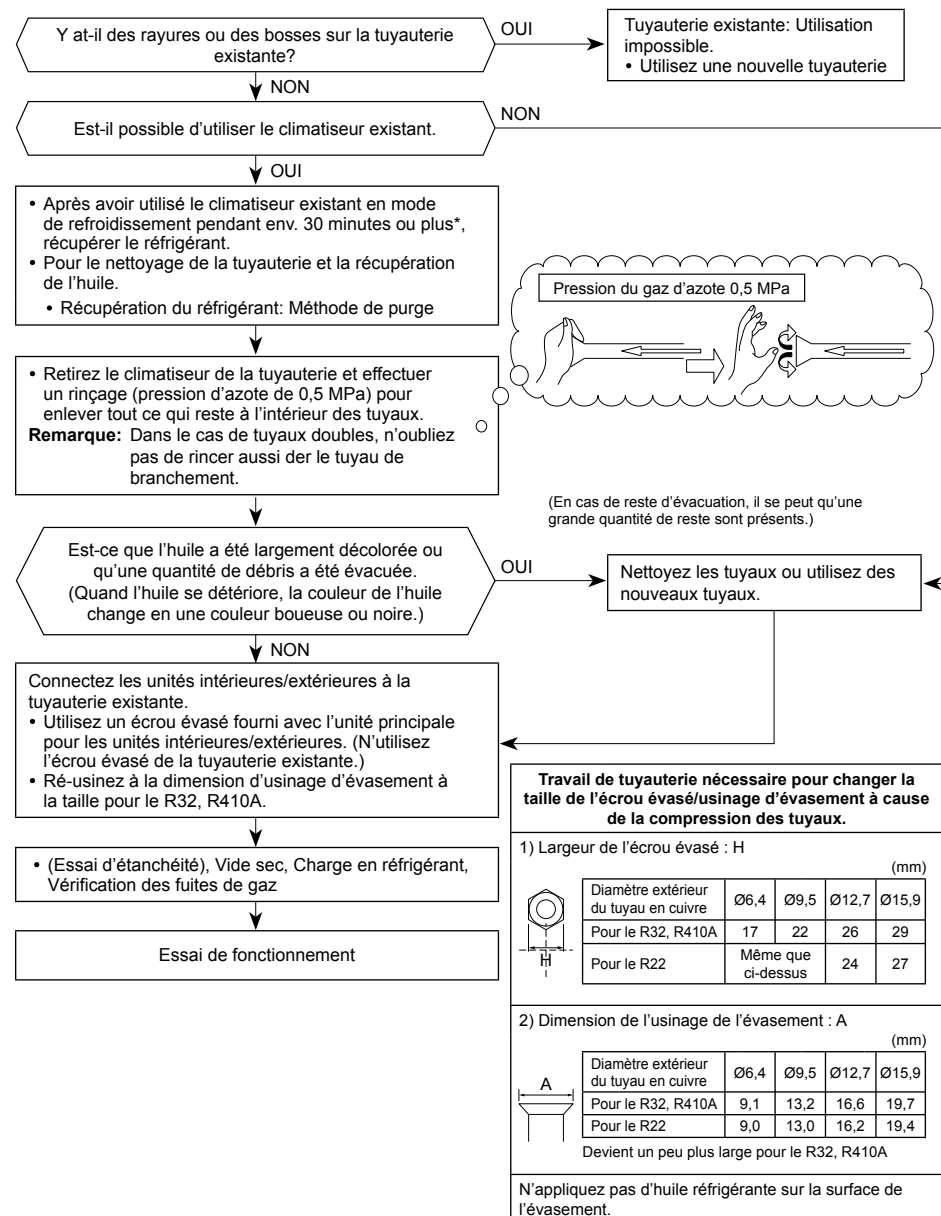 Y at-il des rayures ou des bosses sur la tuyauterie
existante?
OUI
Tuyauterie existante: Utilisation
impossible.
• Utilisez une nouvelle tuyauterie
NON
Est-il possible d’utiliser le climatiseur existant.
NON
OUI
• Après avoir utilisé le climatiseur existant en mode
de refroidissement pendant env. 30 minutes ou plus*,
récupérer le réfrigérant.
• Pour le nettoyage de la tuyauterie et la récupération
de l’huile.
• Récupération du réfrigérant: Méthode de purge
Pression du gaz d’azote 0,5 MPa
• Retirez le climatiseur de la tuyauterie et effectuer
un rinçage (pression d’azote de 0,5 MPa) pour
enlever tout ce qui reste à l’intérieur des tuyaux.
Remarque: Dans le cas de tuyaux doubles, n’oubliez
pas de rincer aussi der le tuyau de
branchement.
(En cas de reste d’évacuation, il se peut qu’une
grande quantité de reste sont présents.)
Est-ce que l’huile a été largement décolorée ou
qu’une quantité de débris a été évacuée.
(Quand l’huile se détériore, la couleur de l’huile
change en une couleur boueuse ou noire.)
OUI
Nettoyez les tuyaux ou utilisez des
nouveaux tuyaux.
NON
Connectez les unités intérieures/extérieures à la
tuyauterie existante.
• Utilisez un écrou évasé fourni avec l’unité principale
pour les unités intérieures/extérieures. (N’utilisez
l’écrou évasé de la tuyauterie existante.)
• Ré-usinez à la dimension d’usinage d’évasement à
la taille pour le R32, R410A.
• (Essai d’étanchéité), Vide sec, Charge en réfrigérant,
Vérification des fuites de gaz
Essai de fonctionnement
Travail de tuyauterie nécessaire pour changer la
taille de l’écrou évasé/usinage d’évasement à cause
de la compression des tuyaux.
1) Largeur de l’écrou évasé : H
(mm)
H
Diamètre extérieur
du tuyau en cuivre Ø6,4 Ø9,5 Ø12,7 Ø15,9
Pour le R32, R410A 17 22 26 29
Pour le R22 Même que
ci-dessus 24 27
2) Dimension de l’usinage de l’évasement : A
(mm)
A
Diamètre extérieur
du tuyau en cuivre Ø6,4 Ø9,5 Ø12,7 Ø15,9
Pour le R32, R410A 9,1 13,2 16,6 19,7
Pour le R22 9,0 13,0 16,2 19,4
Devient un peu plus large pour le R32, R410A
N’appliquez pas d’huile réfrigérante sur la surface de
l’évasement.